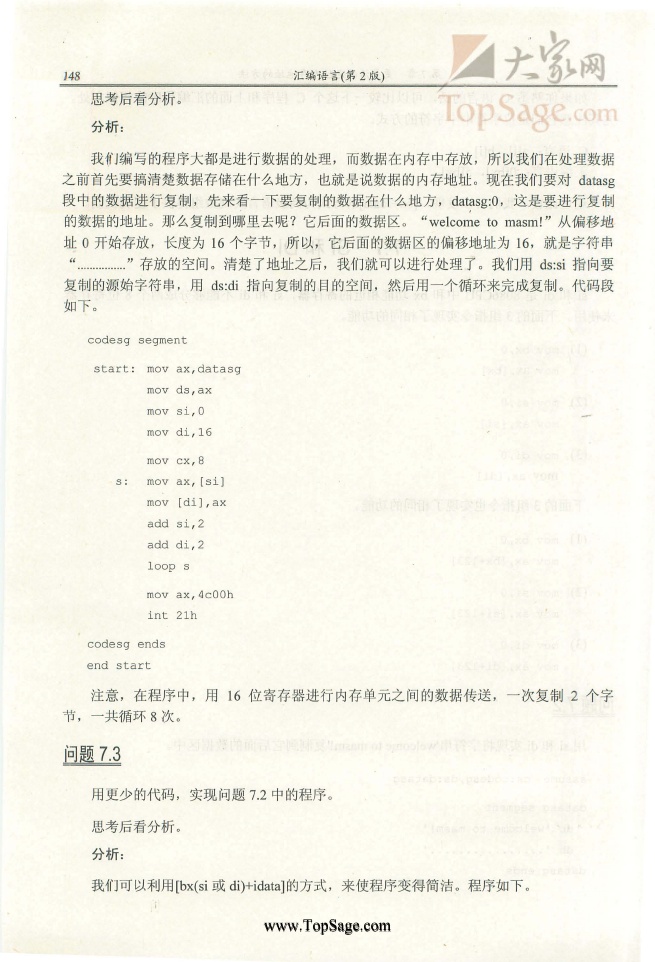 148
汇编语言(第 2 版)
大家网
TopSage.com
思考后看分析。
分析：
我们编写的程序大都是进行数据的处理，而数据在内存中存放，所以我们在处理数据
之前首先要搞清楚数据存储在什么地方，也就是说数据的内存地址。现在我们要对 datasg
段中的数据进行复制，先来看一下要复制的数据在什么地方，datasg:0，这是要进行复制
的数据的地址。那么复制到哪里去呢？它后面的数据区。“welcome to masm!”从偏移地
址 0 开始存放，长度为 16 个字节，所以，它后面的数据区的偏移地址为 16，就是字符串
“................”存放的空间。清楚了地址之后，我们就可以进行处理了。我们用 ds:si 指向要
复制的源始字符串，用 ds:di 指向复制的目的空间，然后用一个循环来完成复制。代码段
如下。
codesg segment
start: mov ax,datasg
mov ds,ax
mov si,0
mov di,16
mov cx,8
s: mov ax,[si]
mov [di],ax
add si,2
add di,2
loop s
mov ax,4c00h
int 21h
codesg ends
end start
注意，在程序中，用 16 位寄存器进行内存单元之间的数据传送，一次复制 2 个字
节，一共循环 8 次。
问题 7.3
用更少的代码，实现问题 7.2 中的程序。
思考后看分析。
分析：
我们可以利用[bx(si 或 di)+idata]的方式，来使程序变得简洁。程序如下。
www.TopSage.com